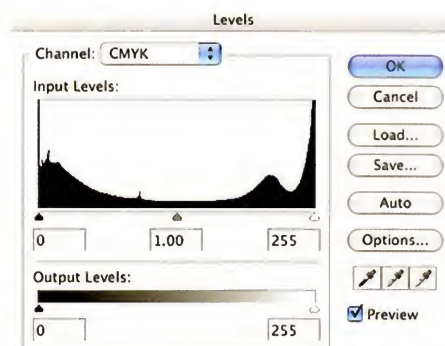 Levels
Channel: CMYK
Input Levels:
0 1.00 255
Output Levels:
0 255
OK
Cancel
Load...
Save...
Auto
Options...
Preview